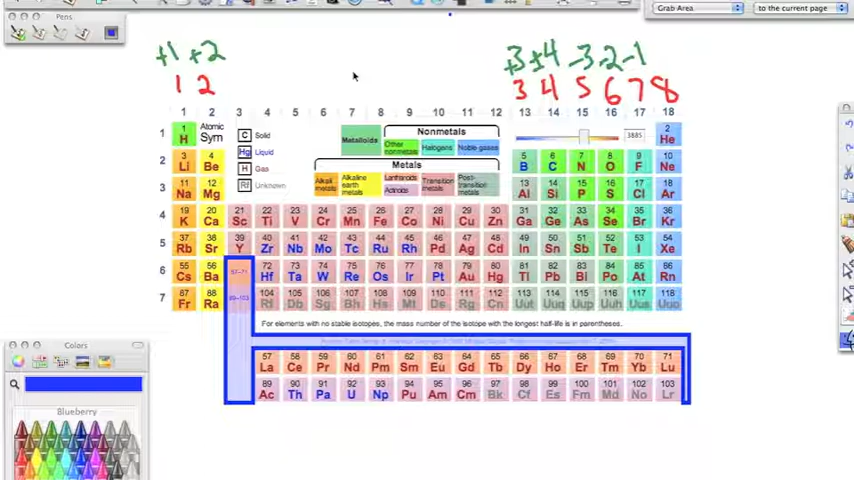 Grab Area
to the current page
Pens
+1 +2 +3 ±4 -3 -2 -1
1 2 3 4 5 6 7 8
1 2 3 4 5 6 7 8 9 10 11 12 13 14 15 16 17 18
Atomic
Sym
C Solid
Hg Liquid
H Gas
Rf Unknown
Metalloids
Nonmetals
Other nonmetals
Halogens
Noble gases
Metals
Alkali metals
Alkaline earth metals
Lanthanoids
Actinoids
Transition metals
Post-transition metals
3885
1 1 2
H He
2 3 4 5 6 7 8 9 10
Li Be B C N O F Ne
3 11 12 13 14 15 16 17 18
Na Mg Al Si P S Cl Ar
4 19 20 21 22 23 24 25 26 27 28 29 30 31 32 33 34 35 36
K Ca Sc Ti V Cr Mn Fe Co Ni Cu Zn Ga Ge As Se Br Kr
5 37 38 39 40 41 42 43 44 45 46 47 48 49 50 51 52 53 54
Rb Sr Y Zr Nb Mo Tc Ru Rh Pd Ag Cd In Sn Sb Te I Xe
6 55 56 57–71 72 73 74 75 76 77 78 79 80 81 82 83 84 85 86
Cs Ba Hf Ta W Re Os Ir Pt Au Hg Tl Pb Bi Po At Rn
7 87 88 89–103 104 105 106 107 108 109 110 111 112 113 114 115 116 117 118
Fr Ra Rf Db Sg Bh Hs Mt Ds Rg Cn Uut Uuq Uup Uuh Uus Uuo
For elements with no stable isotopes, the mass number of the isotope with the longest half-life is in parentheses.
57 58 59 60 61 62 63 64 65 66 67 68 69 70 71
La Ce Pr Nd Pm Sm Eu Gd Tb Dy Ho Er Tm Yb Lu
89 90 91 92 93 94 95 96 97 98 99 100 101 102 103
Ac Th Pa U Np Pu Am Cm Bk Cf Es Fm Md No Lr
Colors
Blueberry